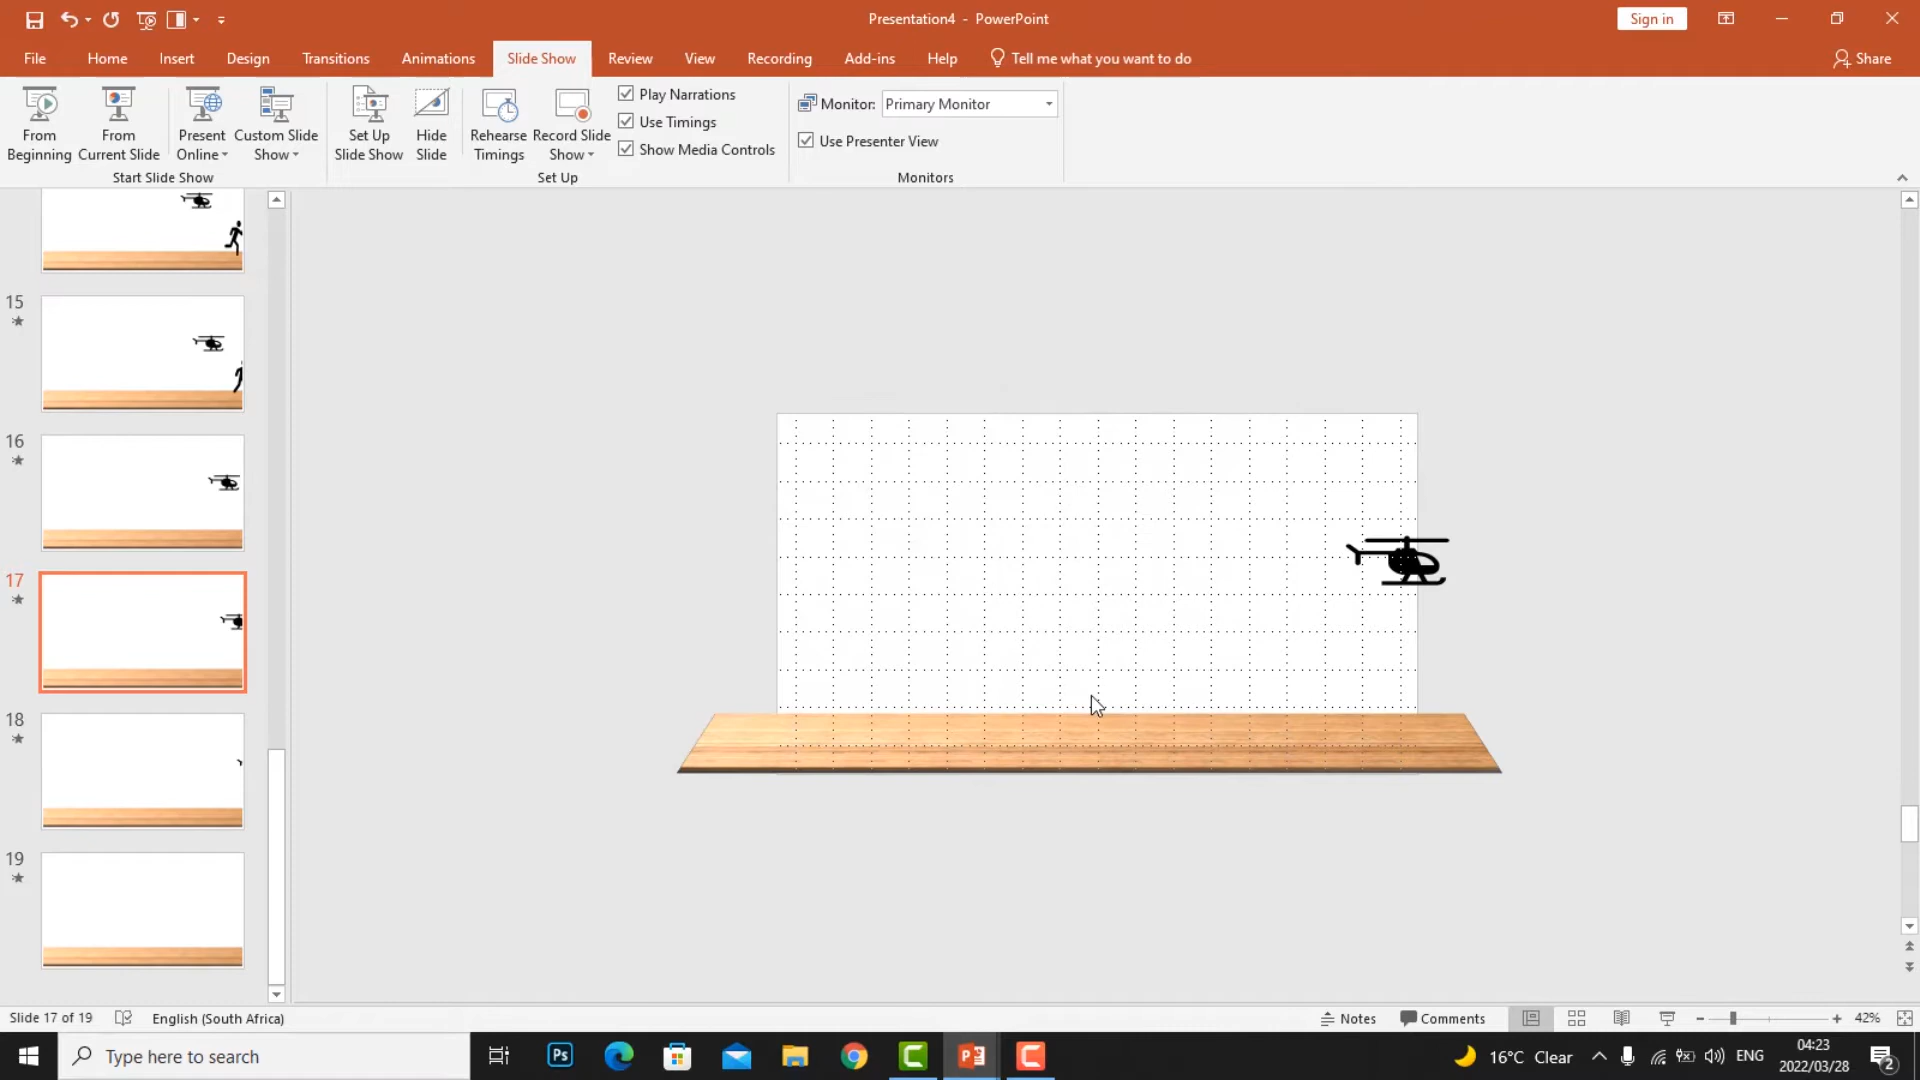 Presentation4 - PowerPoint
Sign in
File Home Insert Design Transitions Animations Slide Show Review View Recording Add-ins Help Tell me what you want to do Share
From Beginning
From Current Slide
Present Online
Custom Slide Show
Start Slide Show
Set Up Slide Show
Hide Slide
Rehearse Timings
Record Slide Show
Play Narrations
Use Timings
Show Media Controls
Set Up
Monitor: Primary Monitor
Use Presenter View
Monitors
15
16
17
18
19
Slide 17 of 19 English (South Africa) Notes Comments 42%
Type here to search
Ps
16°C Clear
ENG
04:23
2022/03/28
2